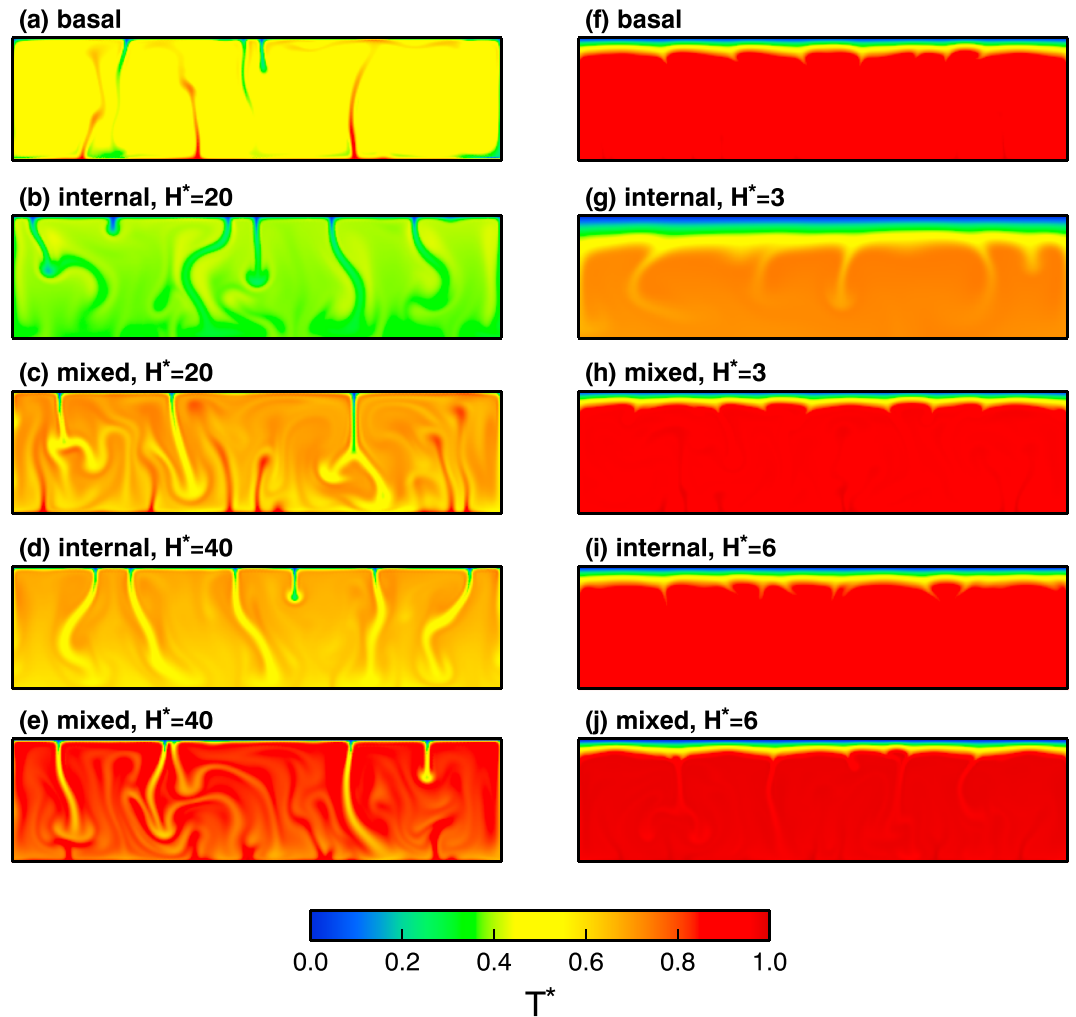 (a) basal
(b) internal, H*=20
(c) mixed, H*=20
(d) internal, H*=40
(e) mixed, H*=40
(f) basal
(g) internal, H*=3
(h) mixed, H*=3
(i) internal, H*=6
(j) mixed, H*=6
0.0 0.2 0.4 0.6 0.8 1.0
T*